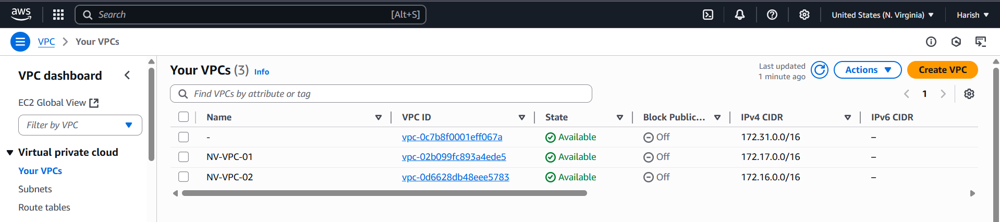 aws Search [Alt+S] United States (N. Virginia) Harish
VPC Your VPCs
VPC dashboard
EC2 Global View
Filter by VPC
Virtual private cloud
Your VPCs
Subnets
Route tables
Your VPCs (3) Info
Last updated
1 minute ago
Actions
Create VPC
Find VPCs by attribute or tag
1
Name VPC ID State Block Public... IPv4 CIDR IPv6 CIDR
- vpc-0c7b8f0001eff067a Available Off 172.31.0.0/16 –
NV-VPC-01 vpc-02b099fc893a4ede5 Available Off 172.17.0.0/16 –
NV-VPC-02 vpc-0d6628db48eee5783 Available Off 172.16.0.0/16 –